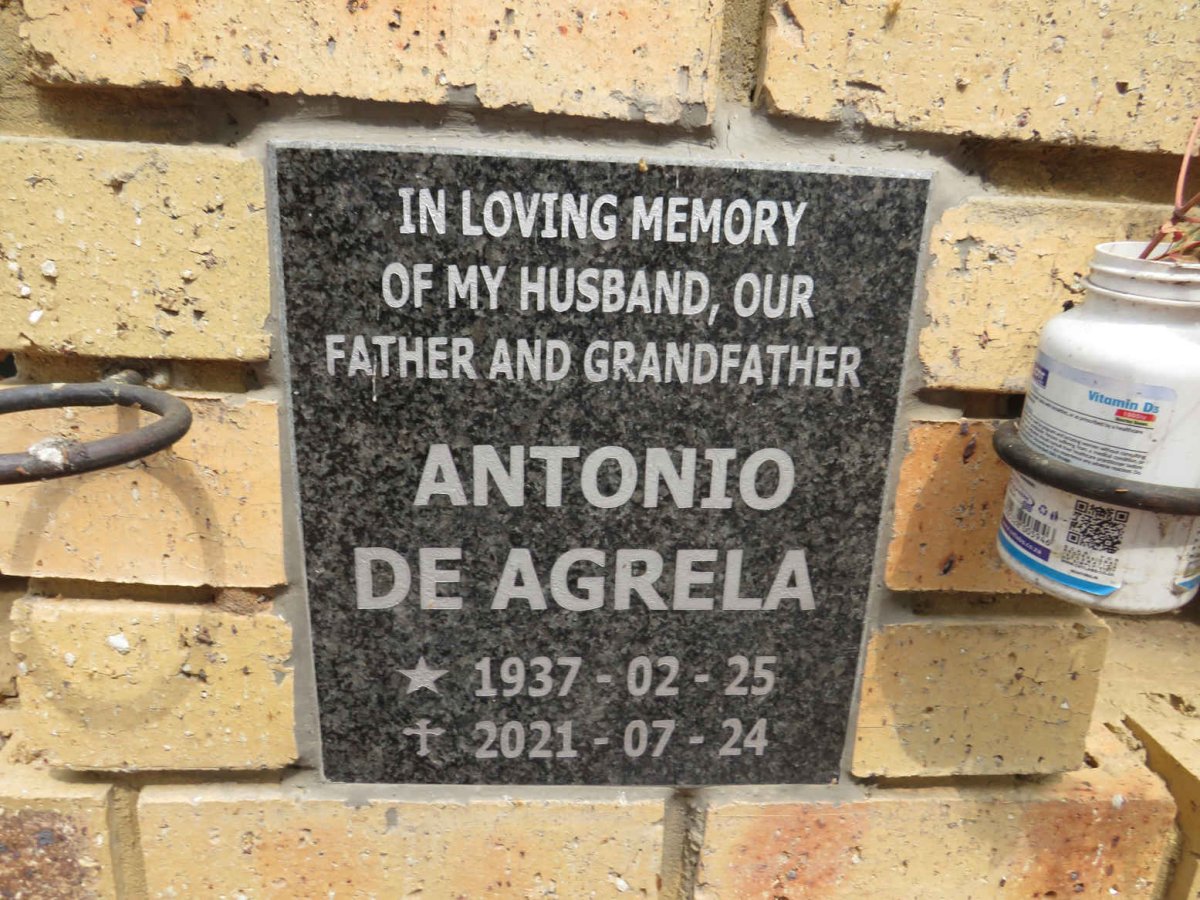 IN LOVING MEMORY
OF MY HUSBAND, OUR
FATHER AND GRANDFATHER
ANTONIO
DE AGRELA
★ 1937 - 02 - 25
✝ 2021 - 07 - 24
Vitamin D3